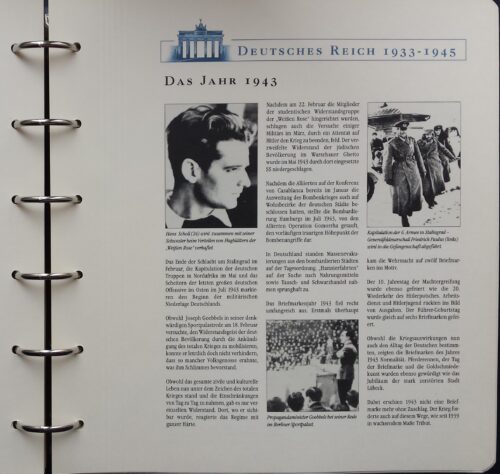 DEUTSCHES REICH 1933-1945
DAS JAHR 1943
Hans Scholl (24) wird zusammen mit seiner
Schwester beim Verteilen von Flugblättern der
„Weißen Rose" verhaftet
Das Ende der Schlacht um Stalingrad im
Februar, die Kapitulation der deutschen
Truppen in Nordafrika im Mai und das
Scheitern der letzten großen deutschen
Offensive im Osten im Juli 1943 markie-
ren den Beginn der militärischen
Niederlage Deutschlands.
Obwohl Joseph Goebbels in seiner denk-
würdigen Sportpalastrede am 18. Februar
versuchte, den Widerstandsgeist der deut-
schen Bevölkerung durch die Ankündi-
gung des totalen Krieges zu mobilisieren,
konnte er letztlich doch nicht verhindern,
dass so mancher Volksgenosse ahnte,
was ihm Schlimmes bevorstand.
Obwohl das gesamte zivile und kulturelle
Leben nun unter dem Zeichen des totalen
Krieges stand und die Einschränkungen
von Tag zu Tag zu nahmen, gab es nur ver-
einzelten Widerstand. Dort, wo er sicht-
bar wurde, reagierte das Regime mit
ganzer Härte.
Nachdem am 22. Februar die Mitglieder
der studentischen Widerstandsgruppe
der „Weißen Rose" hingerichtet wurden,
schlugen auch die Versuche einiger
Militärs im März, durch ein Attentat auf
Hitler den Krieg zu beenden, fehl. Der ver-
zweifelte Widerstand der jüdischen
Bevölkerung im Warschauer Ghetto
wurde im Mai 1943 durch dort eingesetzte
SS niedergeschlagen.
Nachdem die Alliierten auf der Konferenz
von Casablanca bereits im Januar die
Ausweitung des Bombenkrieges auch auf
Wohnbezirke der deutschen Städte be-
schlossen hatten, stellte die Bombardie-
rung Hamburgs im Juli 1943, von den
Alliierten Operation Gomorrha genannt,
den vorläufigen traurigen Höhepunkt der
Bombenangriffe dar.
In Deutschland standen Massenevaku-
ierungen aus den bombardierten Städten
auf der Tagesordnung. „Hamsterfahrten"
auf der Suche nach Nahrungsmitteln
sowie Tausch- und Schwarzhandel nah-
men sprunghaft zu.
Das Briefmarkenjahr 1943 fiel recht
umfangreich aus. Erstmals überhaupt
Propagandaminister Goebbels bei seiner Rede
im Berliner Sportpalast.
Kapitulation der 6. Armee in Stalingrad -
Generalfeldmarschall Friedrich Paulus (links)
wird in die Gefangenschaft abgeführt.
kam die Wehrmacht auf zwölf Briefmar-
ken ins Motiv.
Der 10. Jahrestag der Machtergreifung
wurde ebenso gefeiert wie die 20.
Wiederkehr des Hitlerputsches. Arbeits-
dienst und Hitlerjugend rückten ins Bild
von Ausgaben. Der Führer-Geburtstag
wurde gleich auf sechs Briefmarken gefei-
ert.
Obwohl die Kriegsauswirkungen nun
auch den Alltag der Deutschen bestimm-
ten, zeigten die Briefmarken des Jahres
1943 Normalität. Pferderennen, der Tag
der Briefmarke und die Goldschmiede-
kunst wurden ebenso gewürdigt wie das
Jubiläum der stark zerstörten Stadt
Lübeck.
Dabei erschien 1943 nicht eine Brief-
marke mehr ohne Zuschlag. Der Krieg for-
derte auch auf diesem Wege, wie seit 1939
in wachsendem Maße Tribut.